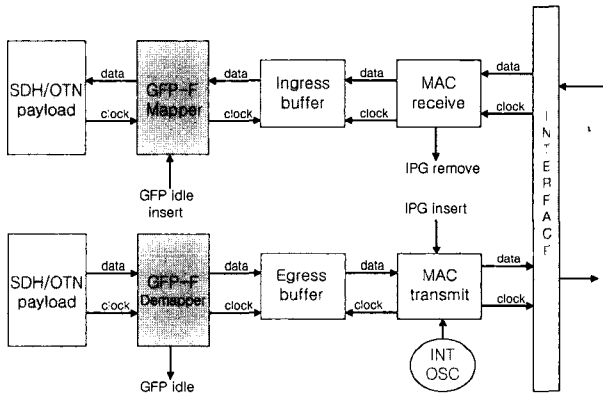 SDH/OTN
payload
data
clock
GFP-F
Mapper
data
clock
Ingress
buffer
data
clock
MAC
receive
data
clock
GFP idle
insert
IPG remove
INTERFACE
SDH/OTN
payload
data
clock
GFP-F
Demapper
data
clock
Egress
buffer
data
clock
IPG insert
MAC
transmit
data
clock
INT
OSC
GFP idle